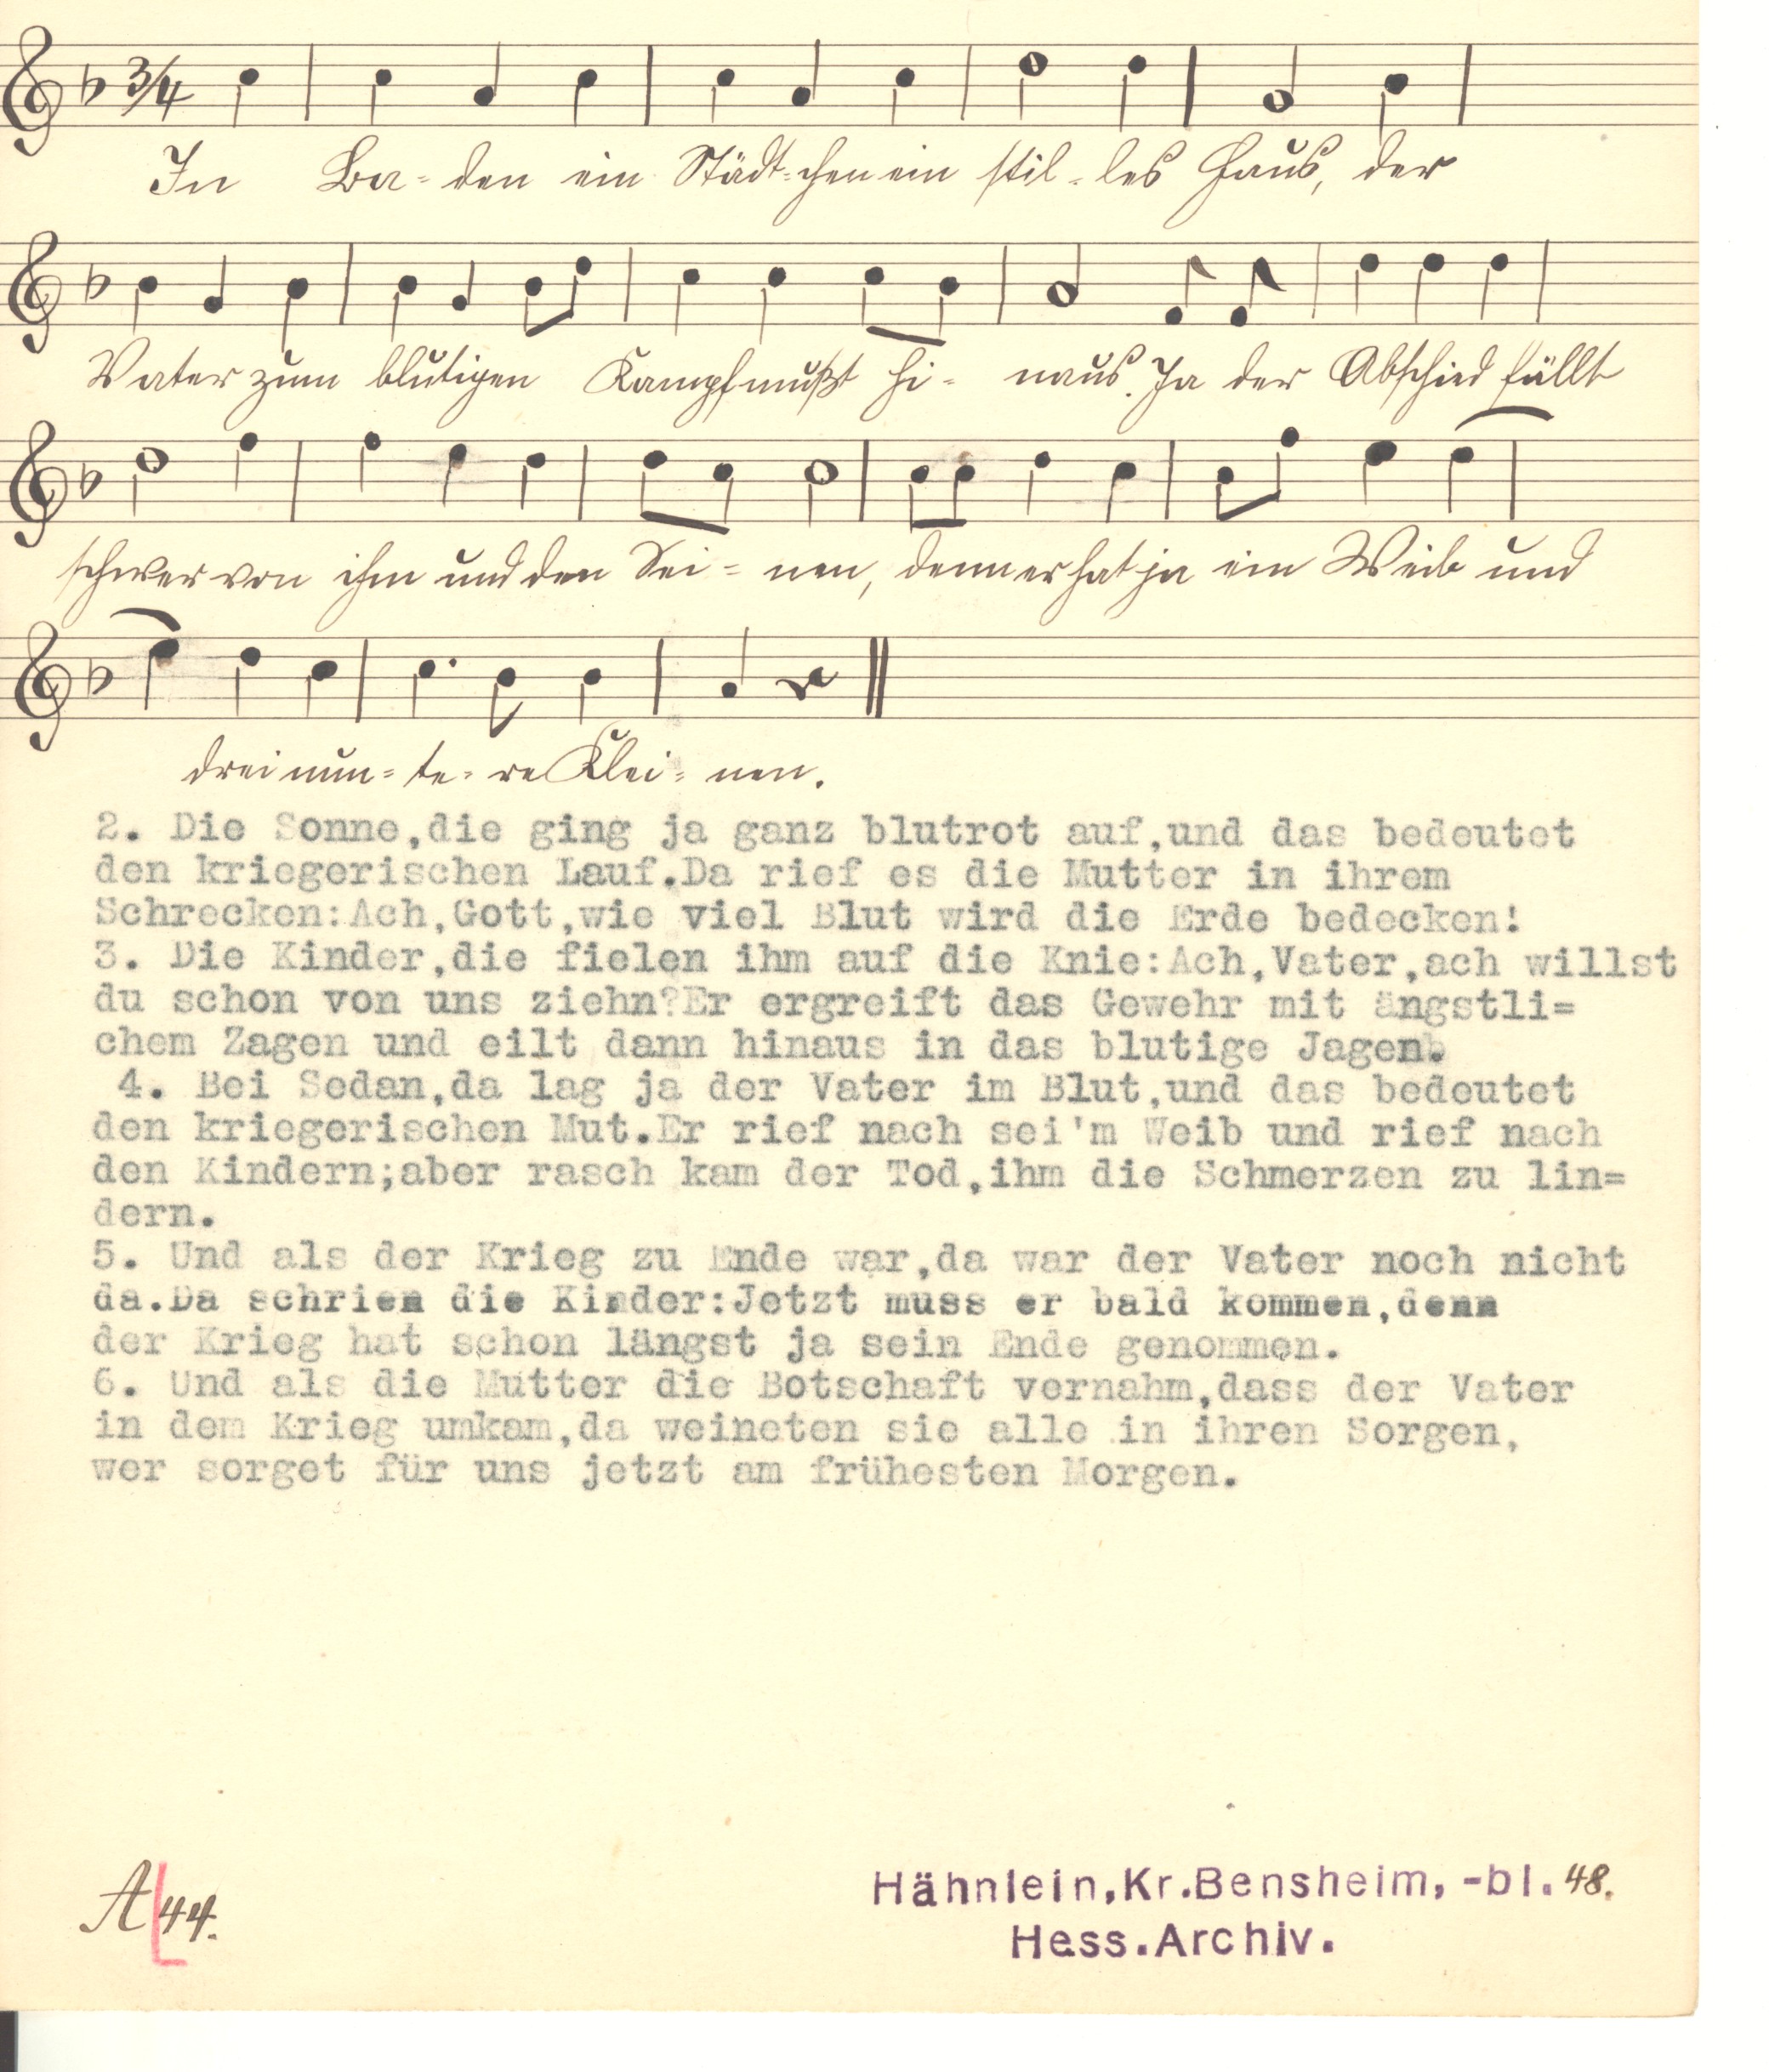 3/4
In Ba- den ein Städt-chen ein stil-les Haus, der
Vater zum blutigen Kampf mußt hi- naus. Ja der Abschied fällt
schwer von ihm und den Sei- nen, denn er hat ja ein Weib und
drei mun-te-re Klei-nen.
2. Die Sonne,die ging ja ganz blutrot auf,und das bedeutet
den kriegerischen Lauf.Da rief es die Mutter in ihrem
Schrecken:Ach,Gott,wie viel Blut wird die Erde bedecken!
3. Die Kinder,die fielen ihm auf die Knie:Ach,Vater,ach willst
du schon von uns ziehn?Er ergreift das Gewehr mit ängstli=
chem Zagen und eilt dann hinaus in das blutige Jagen.
4. Bei Sedan,da lag ja der Vater im Blut,und das bedeutet
den kriegerischen Mut.Er rief nach sei'm Weib und rief nach
den Kindern;aber rasch kam der Tod,ihm die Schmerzen zu lin=
dern.
5. Und als der Krieg zu Ende war,da war der Vater noch nicht
da.Da schrien die Kinder:Jetzt muss er bald kommen,denn
der Krieg hat schon längst ja sein Ende genommen.
6. Und als die Mutter die Botschaft vernahm,dass der Vater
in dem Krieg umkam,da weineten sie alle in ihren Sorgen,
wer sorget für uns jetzt am frühesten Morgen.
A 44.
Hähnlein,Kr.Bensheim, -bl. 48.
Hess.Archiv.